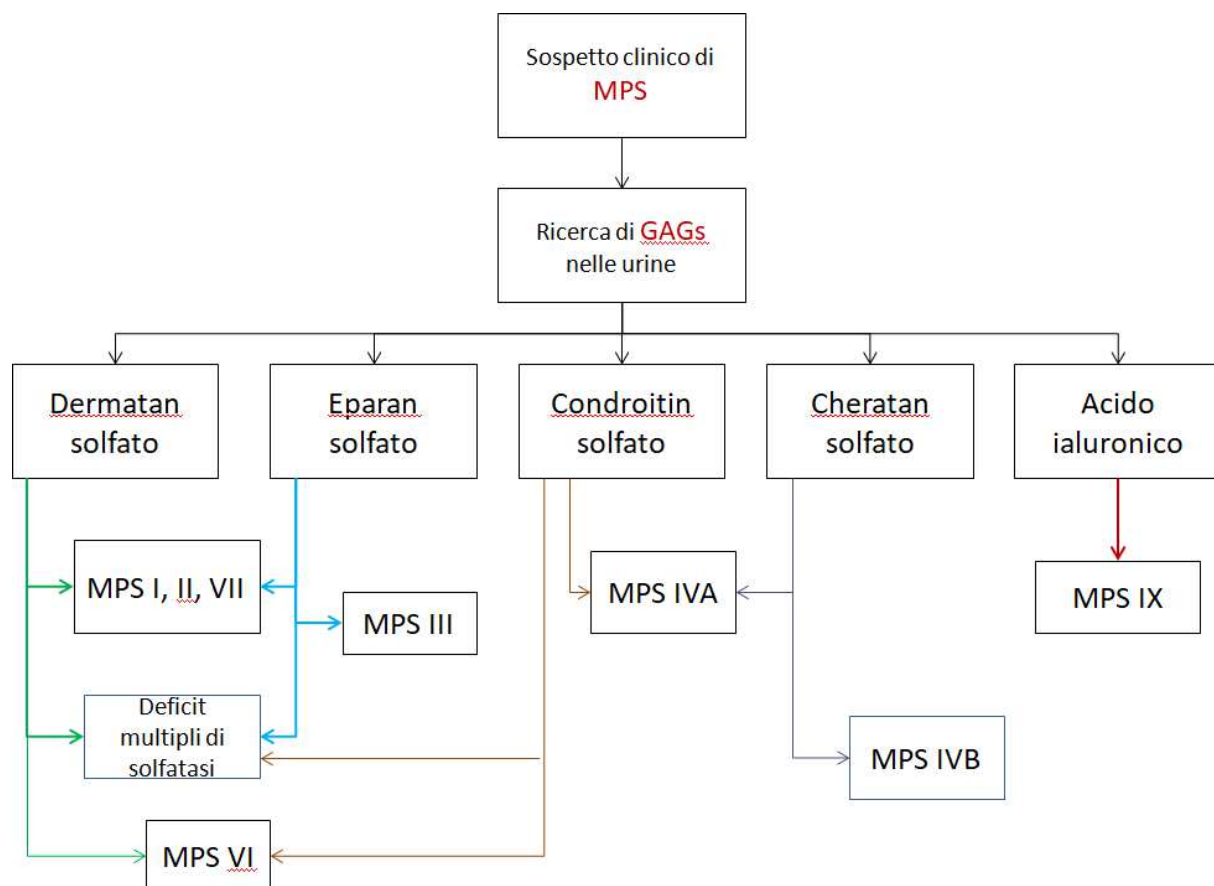 Sospetto clinico di
MPS
Ricerca di GAGs
nelle urine
Dermatan
solfato
Eparan
solfato
Condroitin
solfato
Cheratan
solfato
Acido
ialuronico
MPS I, II, VII
MPS III
MPS IVA
MPS IX
Deficit
multipli di
solfatasi
MPS IVB
MPS VI